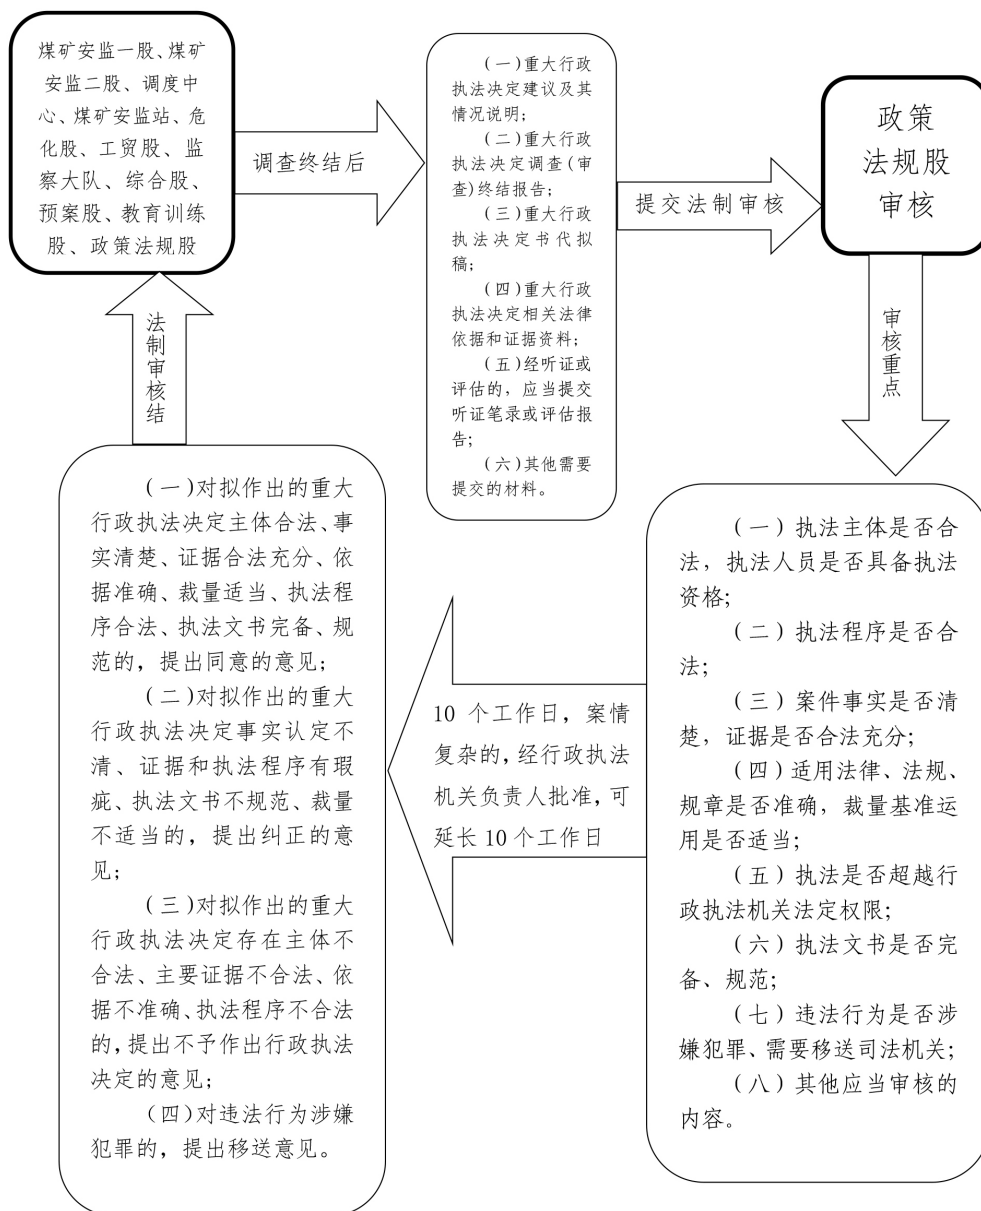 煤矿安监一股、煤矿
安监二股、调度中
心、煤矿安监站、危
化股、工贸股、监
察大队、综合股、
预案股、教育训练
股、政策法规股
调查终结后
（一）重大行政
执法决定建议及其
情况说明；
（二）重大行政
执法决定调查（审
查）终结报告；
（三）重大行政
执法决定书代拟
稿；
（四）重大行政
执法决定相关法律
依据和证据资料；
（五）经听证或
评估的，应当提交
听证笔录或评估报
告；
（六）其他需要
提交的材料。
提交法制审核
政策
法规股
审核
审核重点
（一）执法主体是否合
法，执法人员是否具备执法
资格；
（二）执法程序是否合
法；
（三）案件事实是否清
楚，证据是否合法充分；
（四）适用法律、法规、
规章是否准确，裁量基准运
用是否适当；
（五）执法是否超越行
政执法机关法定权限；
（六）执法文书是否完
备、规范；
（七）违法行为是否涉
嫌犯罪、需要移送司法机关；
（八）其他应当审核的
内容。
10 个工作日，案情
复杂的，经行政执法
机关负责人批准，可
延长 10 个工作日
（一）对拟作出的重大
行政执法决定主体合法、事
实清楚、证据合法充分、依
据准确、裁量适当、执法程
序合法、执法文书完备、规
范的，提出同意的意见；
（二）对拟作出的重大
行政执法决定事实认定不
清、证据和执法程序有瑕
疵、执法文书不规范、裁量
不适当的，提出纠正的意
见；
（三）对拟作出的重大
行政执法决定存在主体不
合法、主要证据不合法、依
据不准确、执法程序不合法
的，提出不予作出行政执法
决定的意见；
（四）对违法行为涉嫌
犯罪的，提出移送意见。
法制审核结